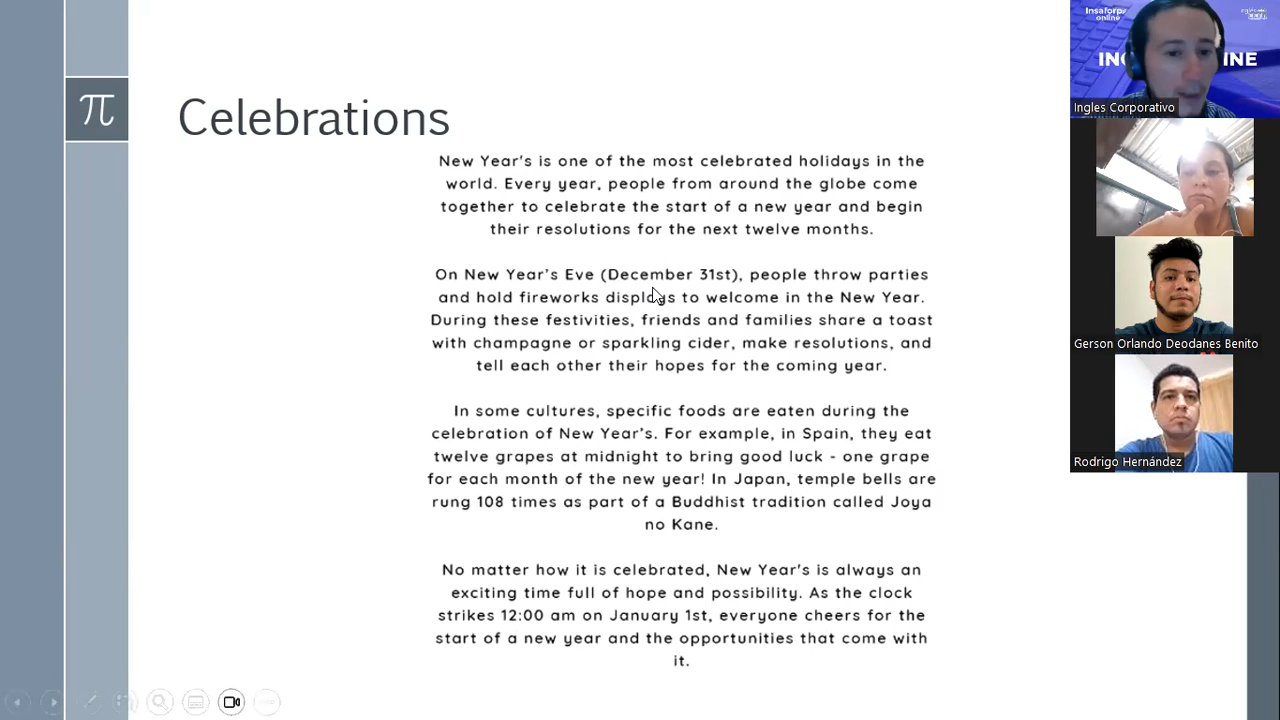 π
Celebrations
New Year's is one of the most celebrated holidays in the
world. Every year, people from around the globe come
together to celebrate the start of a new year and begin
their resolutions for the next twelve months.
On New Year's Eve (December 31st), people throw parties
and hold fireworks displays to welcome in the New Year.
During these festivities, friends and families share a toast
with champagne or sparkling cider, make resolutions, and
tell each other their hopes for the coming year.
In some cultures, specific foods are eaten during the
celebration of New Year's. For example, in Spain, they eat
twelve grapes at midnight to bring good luck - one grape
for each month of the new year! In Japan, temple bells are
rung 108 times as part of a Buddhist tradition called Joya
no Kane.
No matter how it is celebrated, New Year's is always an
exciting time full of hope and possibility. As the clock
strikes 12:00 am on January 1st, everyone cheers for the
start of a new year and the opportunities that come with
it.
Insaforp
online
Ingles Corporativo
Gerson Orlando Deodanes Benito
Rodrigo Hernández